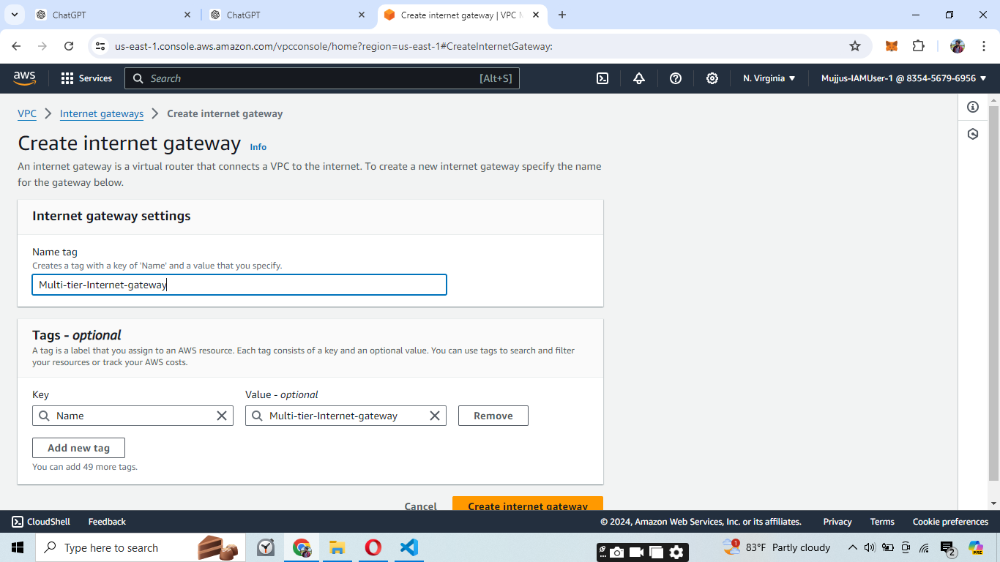 ChatGPT
ChatGPT
Create internet gateway | VPC M
us-east-1.console.aws.amazon.com/vpcconsole/home?region=us-east-1#CreateInternetGateway:
aws
Services
Search
[Alt+S]
N. Virginia
Mujjus-IAMUser-1 @ 8354-5679-6956
VPC
Internet gateways
Create internet gateway
Create internet gateway
Info
An internet gateway is a virtual router that connects a VPC to the internet. To create a new internet gateway specify the name
for the gateway below.
Internet gateway settings
Name tag
Creates a tag with a key of 'Name' and a value that you specify.
Multi-tier-Internet-gateway
Tags - optional
A tag is a label that you assign to an AWS resource. Each tag consists of a key and an optional value. You can use tags to search and filter
your resources or track your AWS costs.
Key
Value - optional
Name
Multi-tier-Internet-gateway
Remove
Add new tag
You can add 49 more tags.
Cancel
Create internet gateway
CloudShell
Feedback
© 2024, Amazon Web Services, Inc. or its affiliates.
Privacy
Terms
Cookie preferences
Type here to search
1
83°F Partly cloudy
2
PRE